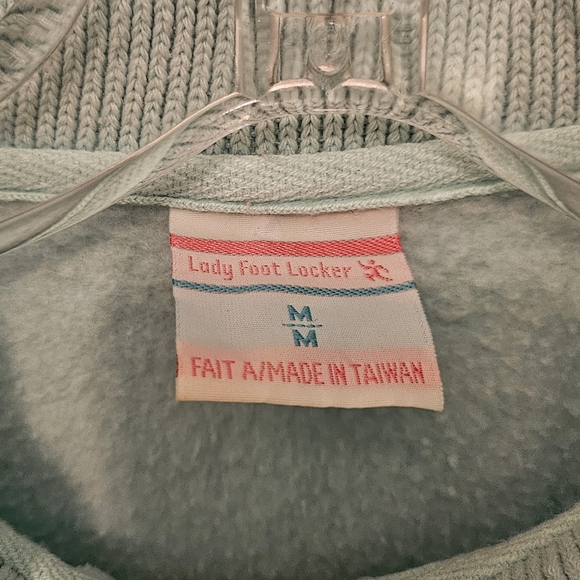 Lady Foot Locker
M
M
FAIT A/MADE IN TAIWAN